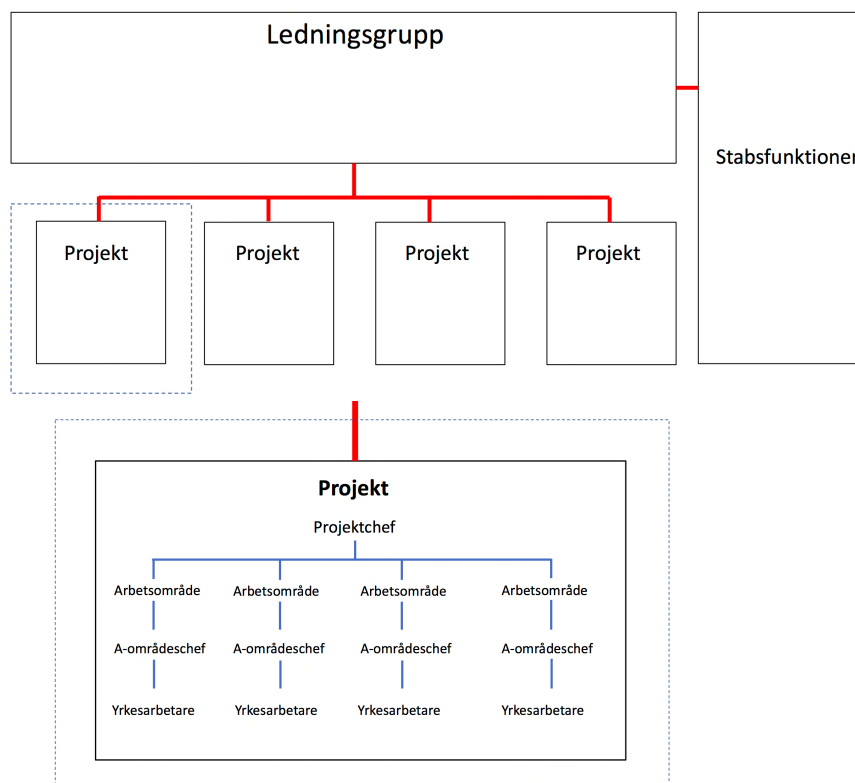 Ledningsgrupp
Stabsfunktioner
Projekt Projekt Projekt Projekt
Projekt
Projektchef
Arbetsområde Arbetsområde Arbetsområde Arbetsområde
A-områdeschef A-områdeschef A-områdeschef A-områdeschef
Yrkesarbetare Yrkesarbetare Yrkesarbetare Yrkesarbetare